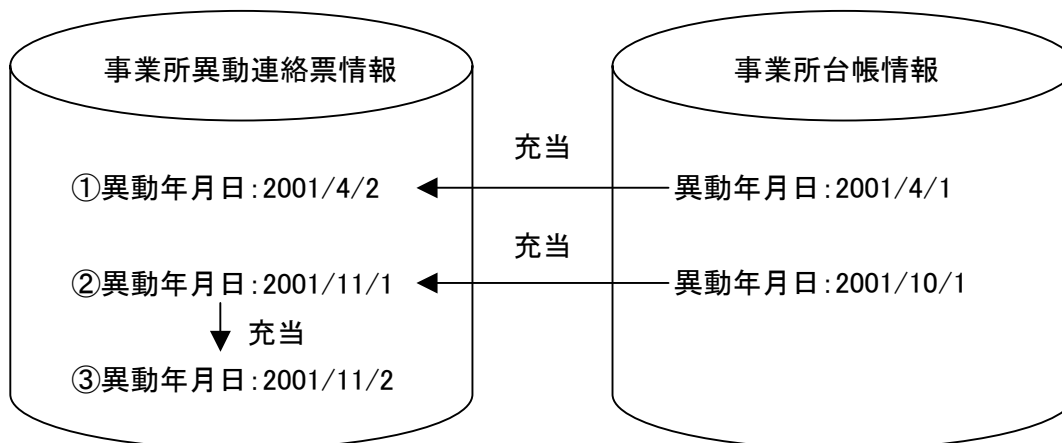 事業所異動連絡票情報
事業所台帳情報
充当
①異動年月日:2001/4/2
異動年月日:2001/4/1
充当
②異動年月日:2001/11/1
異動年月日:2001/10/1
充当
③異動年月日:2001/11/2